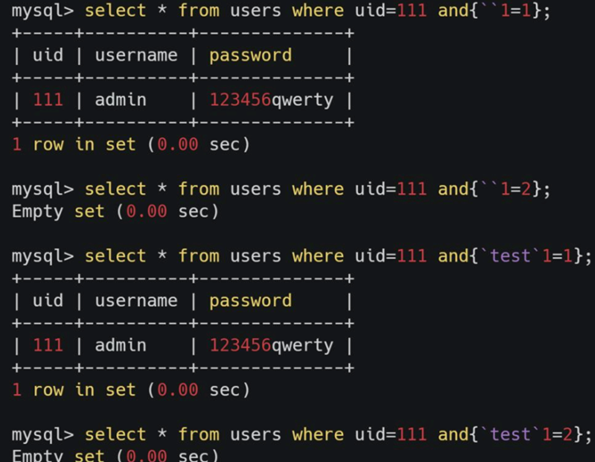 mysql> select * from users where uid=111 and{``1=1};
+-----+----------+--------------+
| uid | username | password     |
+-----+----------+--------------+
| 111 | admin    | 123456qwerty |
+-----+----------+--------------+
1 row in set (0.00 sec)
mysql> select * from users where uid=111 and{``1=2};
Empty set (0.00 sec)
mysql> select * from users where uid=111 and{`test`1=1};
+-----+----------+--------------+
| uid | username | password     |
+-----+----------+--------------+
| 111 | admin    | 123456qwerty |
+-----+----------+--------------+
1 row in set (0.00 sec)
mysql> select * from users where uid=111 and{`test`1=2};
Empty set (0.00 sec)